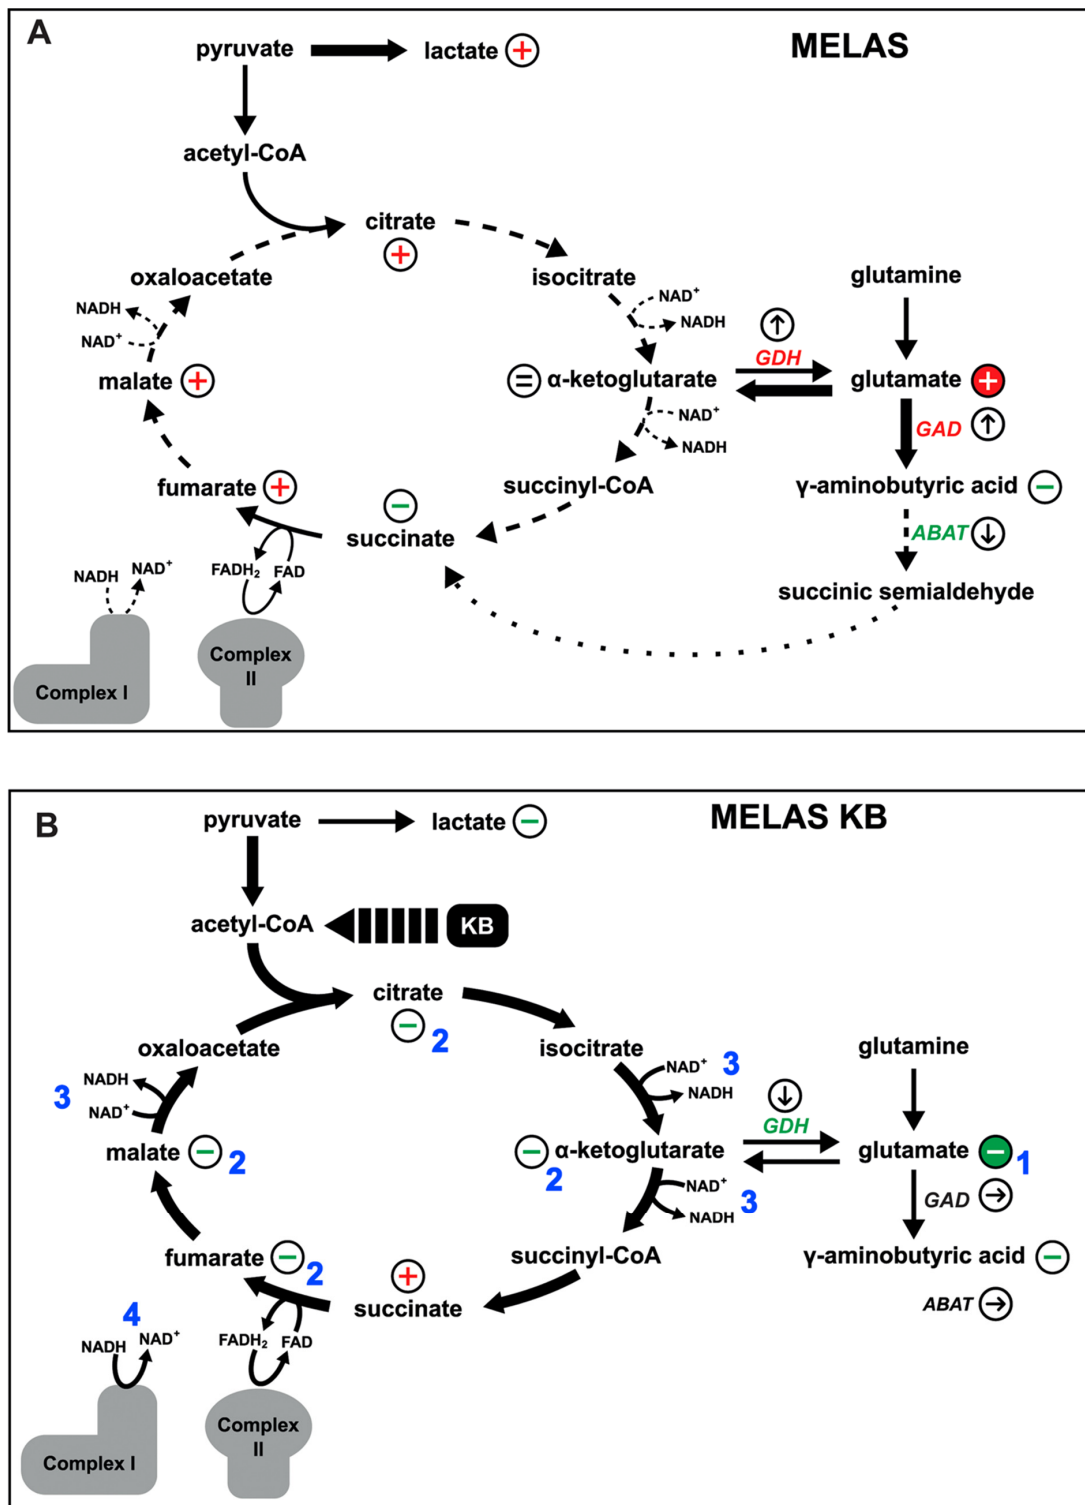 A
MELAS
pyruvate
lactate +
acetyl-CoA
citrate
+
oxaloacetate
isocitrate
glutamine
NADH
NAD⁺
NAD⁺
NADH
↑
GDH
malate +
= α-ketoglutarate
glutamate +
NAD⁺
NADH
GAD ↑
fumarate +
−
succinate
succinyl-CoA
γ-aminobutyric acid −
ABAT ↓
NADH
NAD⁺
FADH₂
FAD
succinic semialdehyde
Complex
II
Complex I
B
MELAS KB
pyruvate
lactate −
acetyl-CoA
KB
citrate
− 2
oxaloacetate
isocitrate
glutamine
3
NADH
NAD⁺
NAD⁺
3
NADH
↓
GDH
malate − 2
− α-ketoglutarate
2
glutamate − 1
NAD⁺
NADH
3
GAD →
fumarate − 2
+
succinate
succinyl-CoA
γ-aminobutyric acid −
ABAT →
4
NADH
NAD⁺
FADH₂
FAD
Complex
II
Complex I